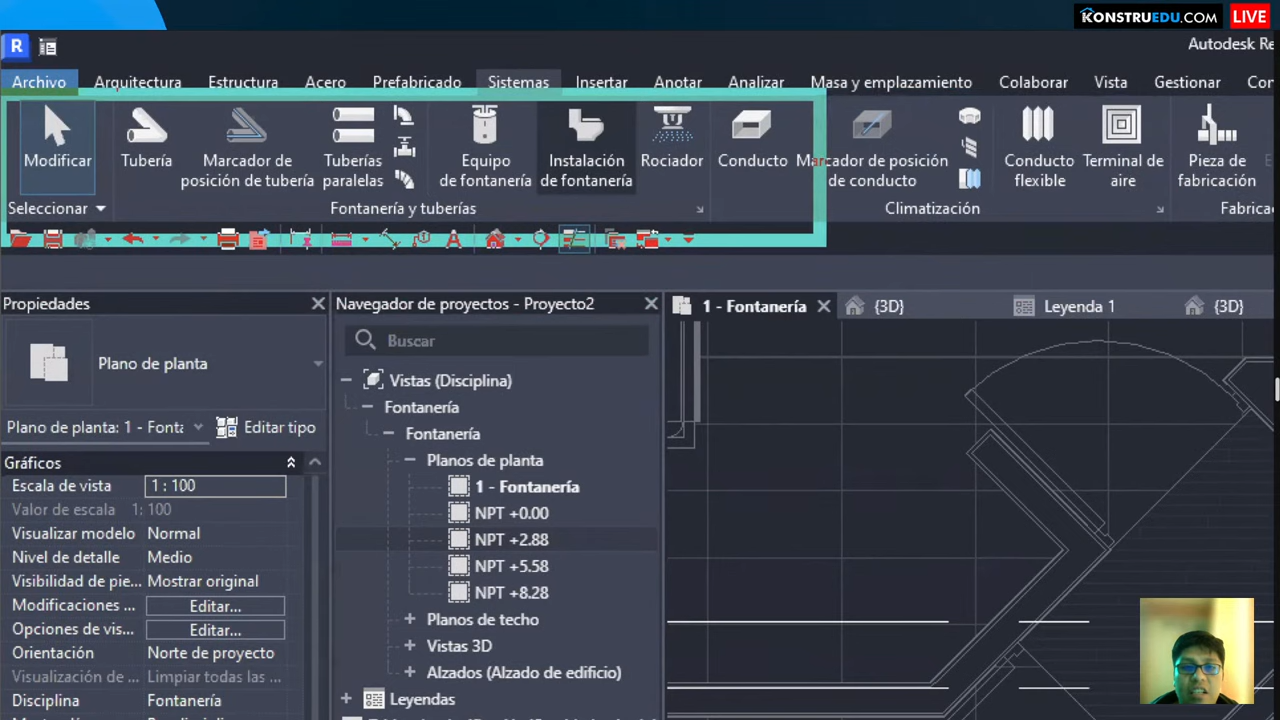 KONSTRUEDU.COM LIVE
R Autodesk Re
Archivo Arquitectura Estructura Acero Prefabricado Sistemas Insertar Anotar Analizar Masa y emplazamiento Colaborar Vista Gestionar Co
Modificar
Tubería
Marcador de
posición de tubería
Tuberías
paralelas
Equipo
de fontanería
Instalación
de fontanería
Rociador
Conducto
Marcador de posición
de conducto
Conducto
flexible
Terminal de
aire
Pieza de
fabricación
Seleccionar Fontanería y tuberías Climatización Fabrica
Propiedades
Plano de planta
Plano de planta: 1 - Fonta Editar tipo
Gráficos
Escala de vista 1 : 100
Valor de escala 1: 100
Visualizar modelo Normal
Nivel de detalle Medio
Visibilidad de pie... Mostrar original
Modificaciones ... Editar...
Opciones de vis... Editar...
Orientación Norte de proyecto
Visualización de ... Limpiar todas las ...
Disciplina Fontanería
Navegador de proyectos - Proyecto2
Buscar
Vistas (Disciplina)
Fontanería
Fontanería
Planos de planta
1 - Fontanería
NPT +0.00
NPT +2.88
NPT +5.58
NPT +8.28
Planos de techo
Vistas 3D
Alzados (Alzado de edificio)
Leyendas
1 - Fontanería {3D} Leyenda 1 {3D}